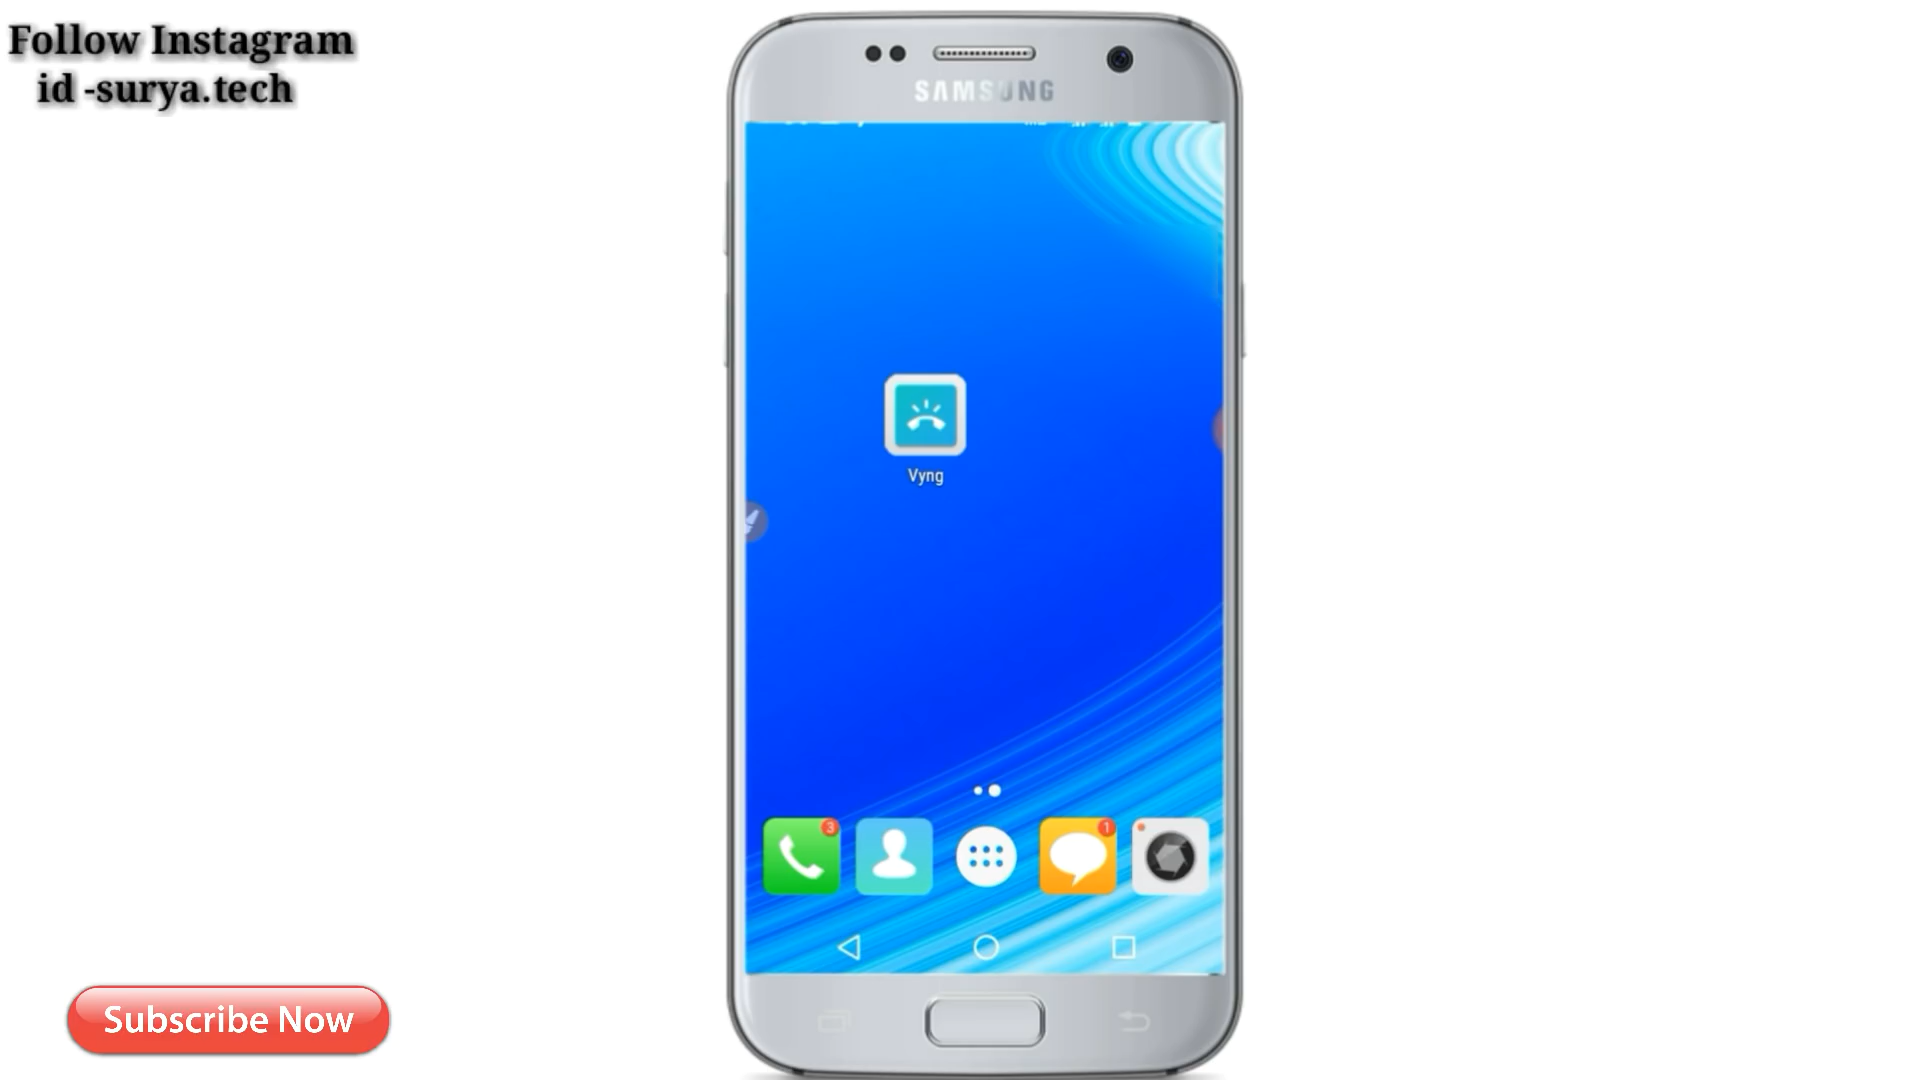 Follow Instagram
id -surya.tech
SAMSUNG
Vyng
3
1
Subscribe Now